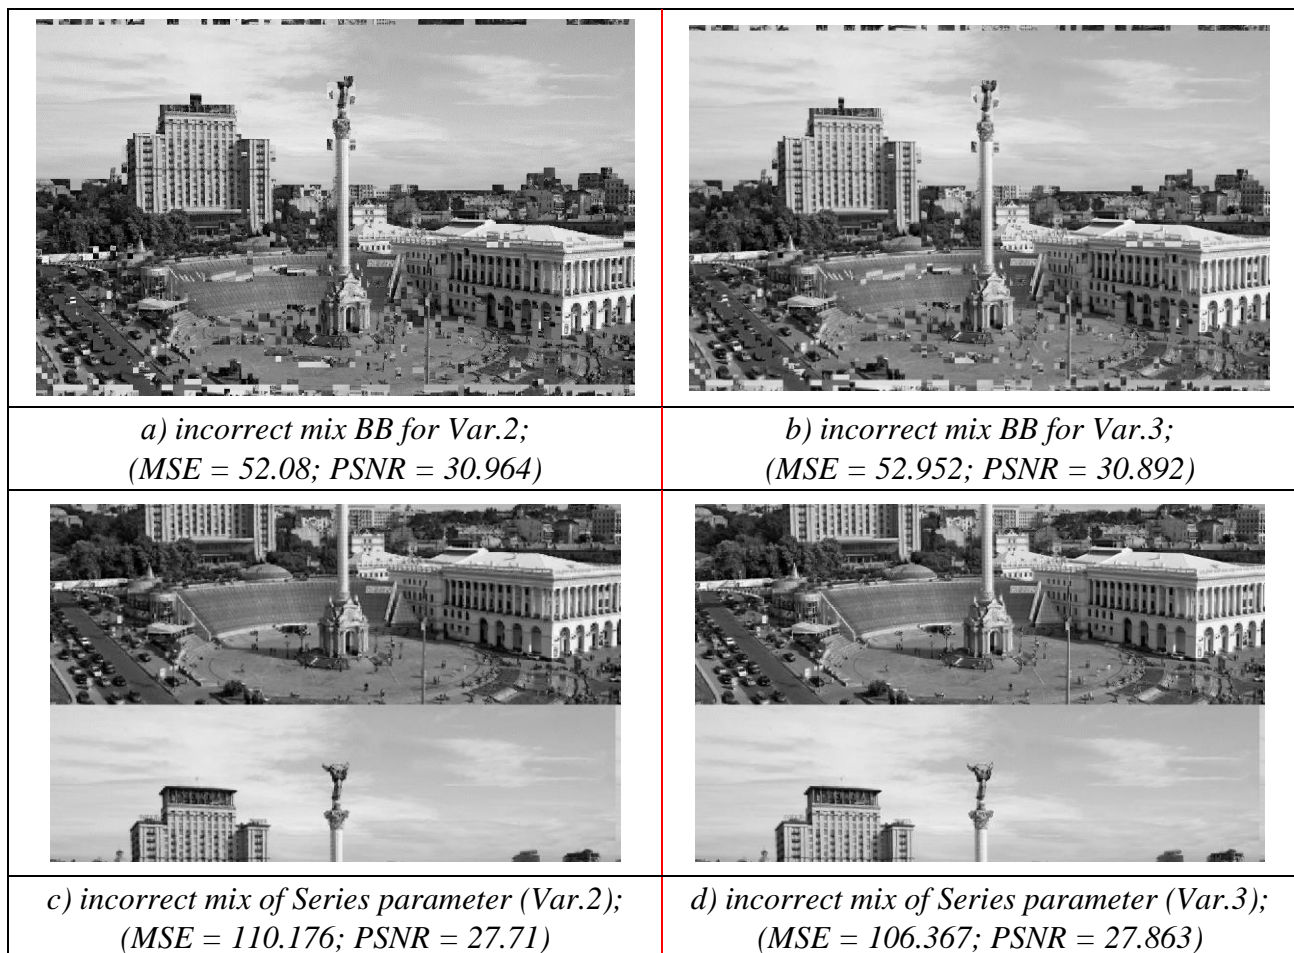 a) incorrect mix BB for Var.2;
(MSE = 52.08; PSNR = 30.964)
b) incorrect mix BB for Var.3;
(MSE = 52.952; PSNR = 30.892)
c) incorrect mix of Series parameter (Var.2);
(MSE = 110.176; PSNR = 27.71)
d) incorrect mix of Series parameter (Var.3);
(MSE = 106.367; PSNR = 27.863)